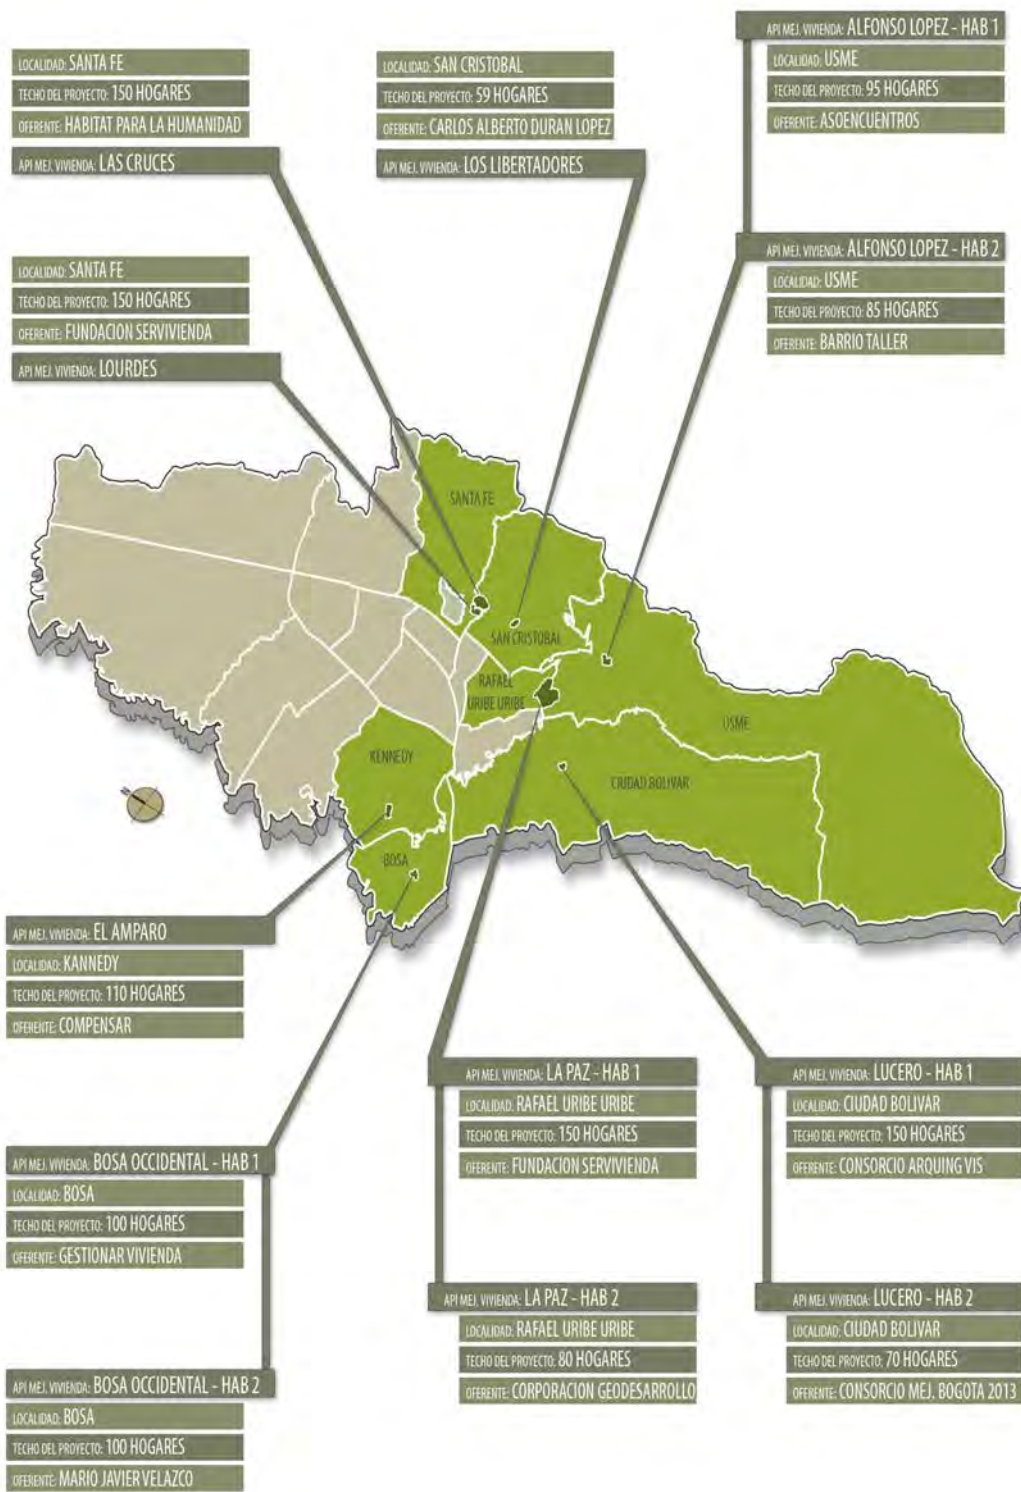 LOCALIDAD: SANTA FE
TECHO DEL PROYECTO: 150 HOGARES
OFERENTE: HABITAT PARA LA HUMANIDAD
API MEJ. VIVIENDA: LAS CRUCES
LOCALIDAD: SAN CRISTOBAL
TECHO DEL PROYECTO: 59 HOGARES
OFERENTE: CARLOS ALBERTO DURAN LOPEZ
API MEJ. VIVIENDA: LOS LIBERTADORES
API MEJ. VIVIENDA: ALFONSO LOPEZ - HAB 1
LOCALIDAD: USME
TECHO DEL PROYECTO: 95 HOGARES
OFERENTE: ASOENCUENTROS
LOCALIDAD: SANTA FE
TECHO DEL PROYECTO: 150 HOGARES
OFERENTE: FUNDACION SERVIVIENDA
API MEJ. VIVIENDA: LOURDES
API MEJ. VIVIENDA: ALFONSO LOPEZ - HAB 2
LOCALIDAD: USME
TECHO DEL PROYECTO: 85 HOGARES
OFERENTE: BARRIO TALLER
SANTA FE
SAN CRISTOBAL
RAFAEL
URIBE URIBE
USME
KENNEDY
CIUDAD BOLIVAR
N
BOSA
API MEJ. VIVIENDA: EL AMPARO
LOCALIDAD: KANNEDY
TECHO DEL PROYECTO: 110 HOGARES
OFERENTE: COMPENSAR
API MEJ. VIVIENDA: BOSA OCCIDENTAL - HAB 1
LOCALIDAD: BOSA
TECHO DEL PROYECTO: 100 HOGARES
OFERENTE: GESTIONAR VIVIENDA
API MEJ. VIVIENDA: BOSA OCCIDENTAL - HAB 2
LOCALIDAD: BOSA
TECHO DEL PROYECTO: 100 HOGARES
OFERENTE: MARIO JAVIER VELAZCO
API MEJ. VIVIENDA: LA PAZ - HAB 1
LOCALIDAD: RAFAEL URIBE URIBE
TECHO DEL PROYECTO: 150 HOGARES
OFERENTE: FUNDACION SERVIVIENDA
API MEJ. VIVIENDA: LA PAZ - HAB 2
LOCALIDAD: RAFAEL URIBE URIBE
TECHO DEL PROYECTO: 80 HOGARES
OFERENTE: CORPORACION GEODESARROLLO
API MEJ. VIVIENDA: LUCERO - HAB 1
LOCALIDAD: CIUDAD BOLIVAR
TECHO DEL PROYECTO: 150 HOGARES
OFERENTE: CONSORCIO ARQUING VIS
API MEJ. VIVIENDA: LUCERO - HAB 2
LOCALIDAD: CIUDAD BOLIVAR
TECHO DEL PROYECTO: 70 HOGARES
OFERENTE: CONSORCIO MEJ. BOGOTA 2013